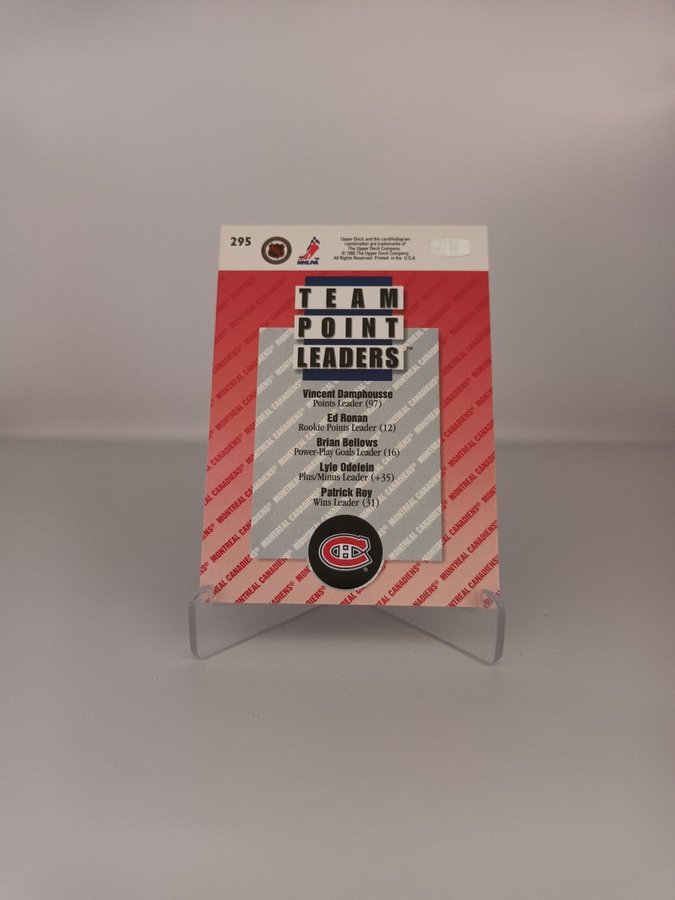 295
NHLPA
Upper Deck and the card/hologram
combination are trademarks of
The Upper Deck Company
© 1992 The Upper Deck Company.
All Rights Reserved. Printed in the U.S.A.
TEAM
POINT
LEADERS™
Vincent Damphousse
Points Leader (97)
Ed Ronan
Rookie Points Leader (12)
Brian Bellows
Power-Play Goals Leader (16)
Lyle Odelein
Plus/Minus Leader (+35)
Patrick Roy
Wins Leader (31)
MONTREAL CANADIENS®